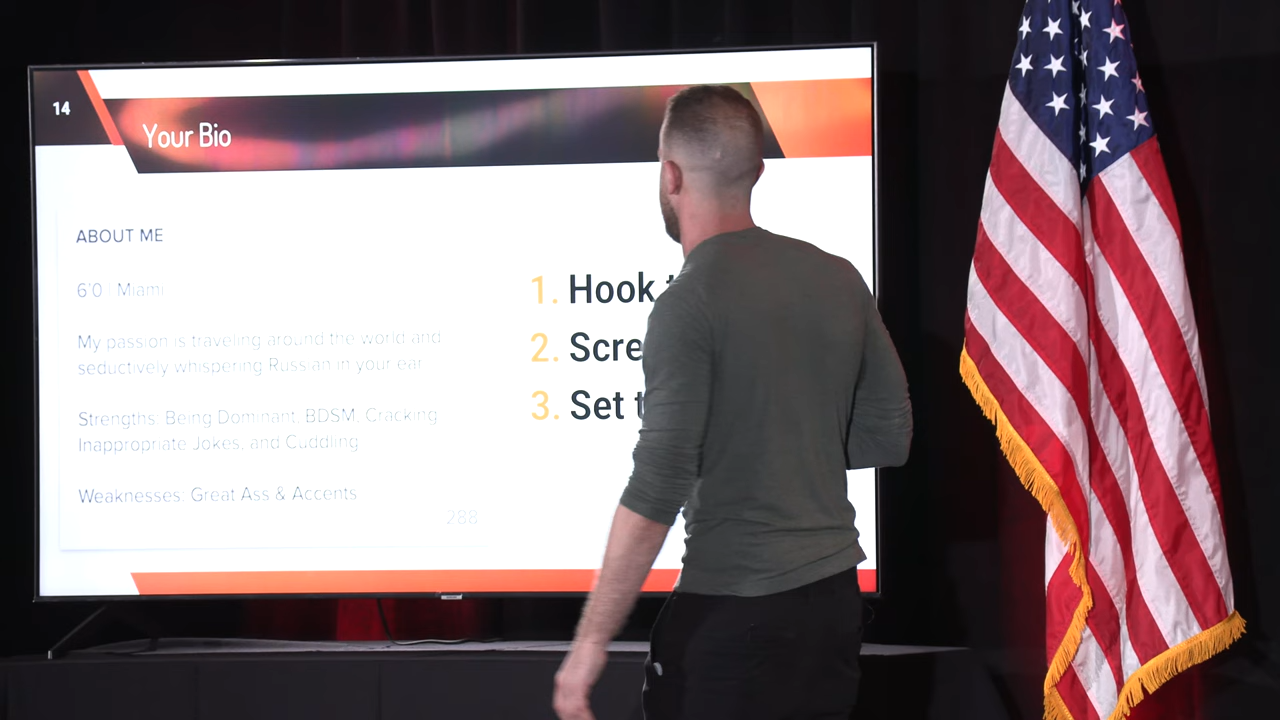 14
Your Bio
ABOUT ME
6'0 | Miami
My passion is traveling around the world and
seductively whispering Russian in your ear
Strengths: Being Dominant, BDSM, Cracking
Inappropriate Jokes, and Cuddling
Weaknesses: Great Ass & Accents
288
1. Hook
2.
3. Set